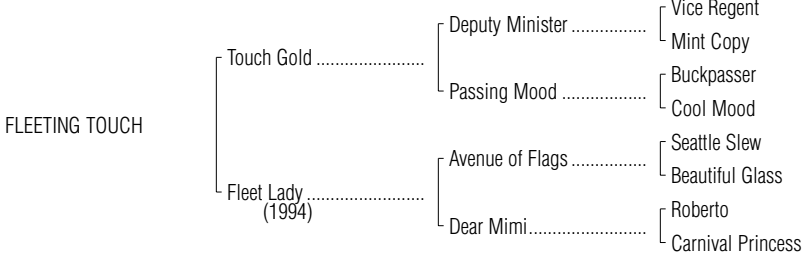 Vice Regent
Deputy Minister ................
Mint Copy
Touch Gold .......................
Buckpasser
Passing Mood ..................
Cool Mood
FLEETING TOUCH
Seattle Slew
Avenue of Flags ................
Beautiful Glass
Fleet Lady .........................
(1994)
Roberto
Dear Mimi.........................
Carnival Princess